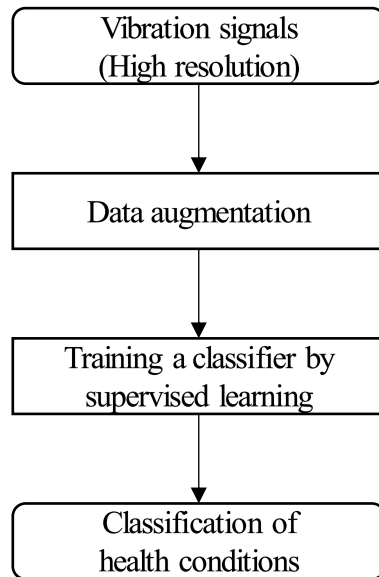 Vibration signals
(High resolution)
Data augmentation
Training a classifier by
supervised learning
Classification of
health conditions